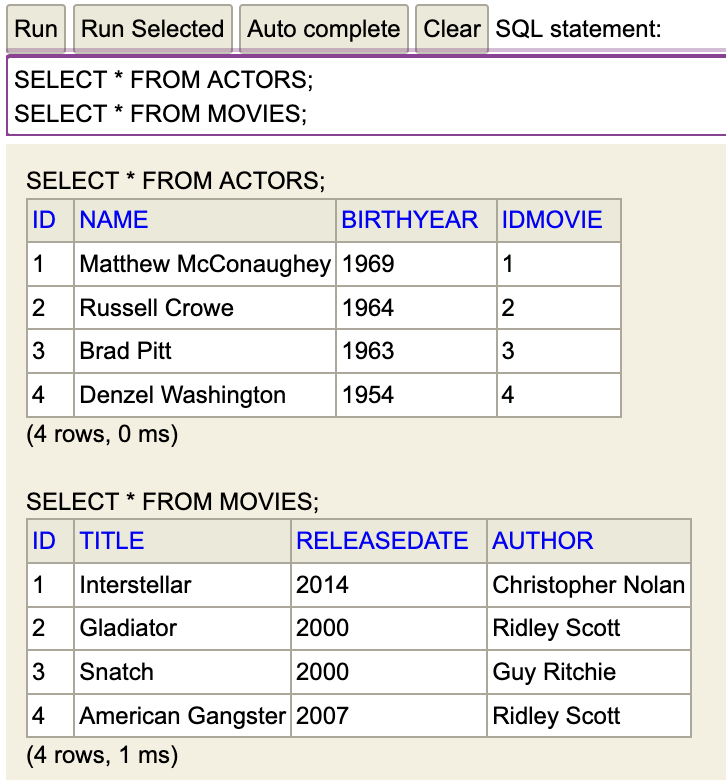 Run Run Selected Auto complete Clear SQL statement:
SELECT * FROM ACTORS;
SELECT * FROM MOVIES;
SELECT * FROM ACTORS;
ID NAME BIRTHYEAR IDMOVIE
1 Matthew McConaughey 1969 1
2 Russell Crowe 1964 2
3 Brad Pitt 1963 3
4 Denzel Washington 1954 4
(4 rows, 0 ms)
SELECT * FROM MOVIES;
ID TITLE RELEASEDATE AUTHOR
1 Interstellar 2014 Christopher Nolan
2 Gladiator 2000 Ridley Scott
3 Snatch 2000 Guy Ritchie
4 American Gangster 2007 Ridley Scott
(4 rows, 1 ms)